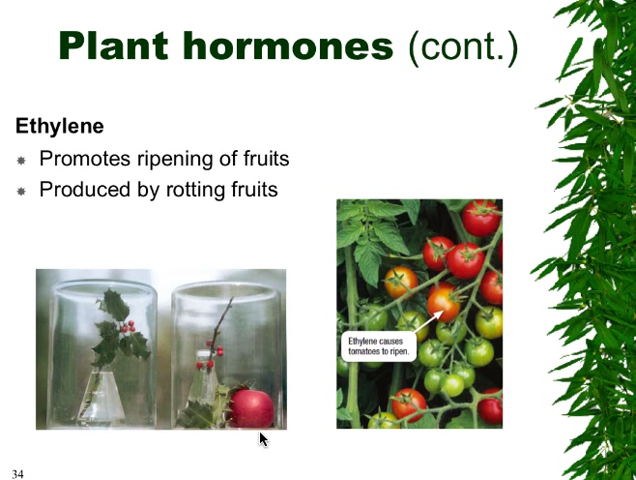 Plant hormones (cont.)
Ethylene
Promotes ripening of fruits
Produced by rotting fruits
Ethylene causes
tomatoes to ripen.
34